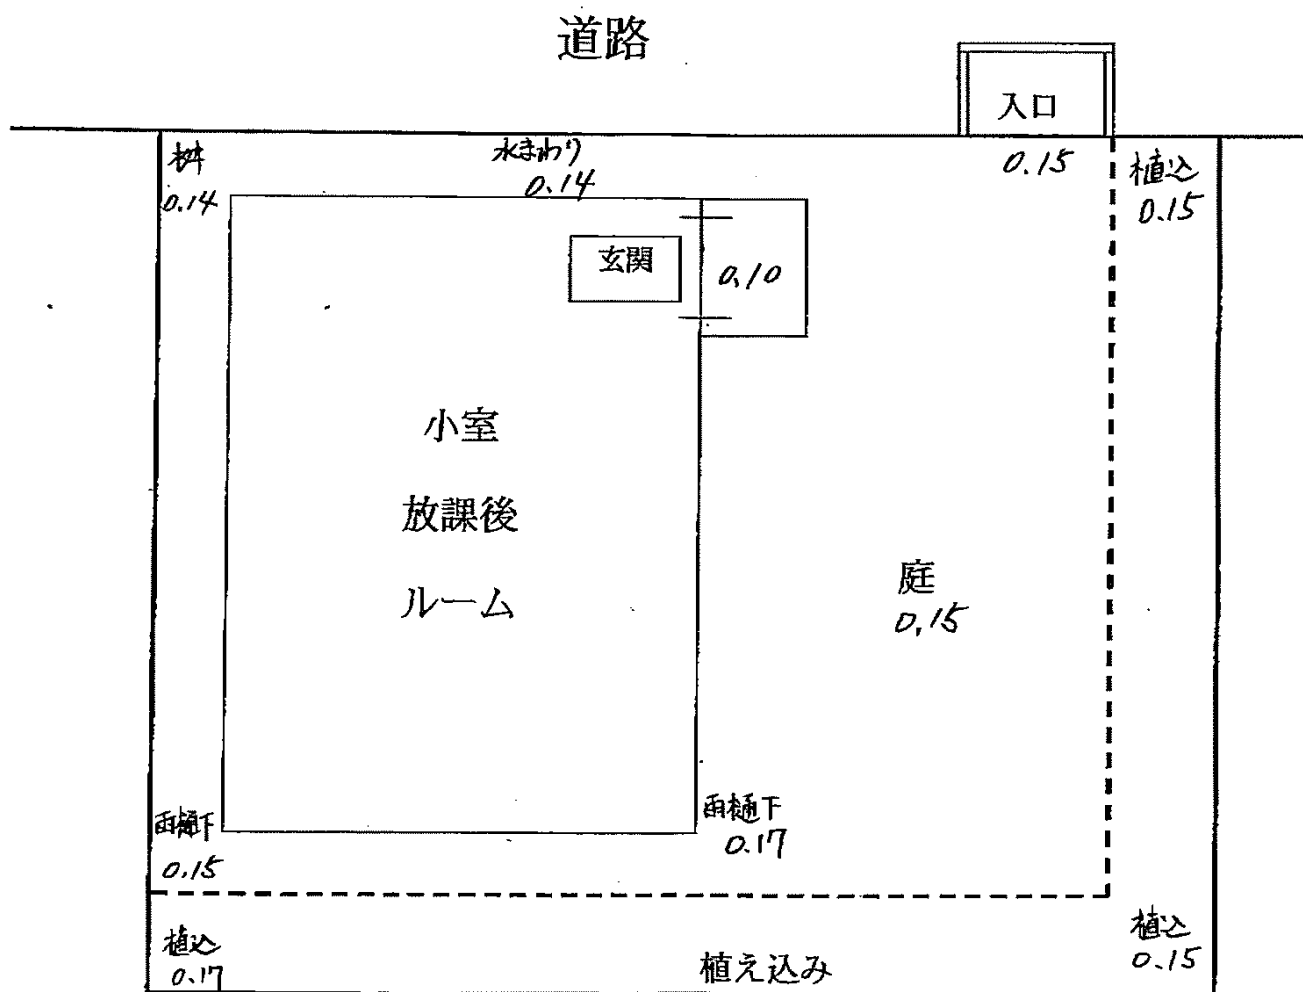 道路
入口
0.15
桝
0.14
水まわり
0.14
植込
0.15
玄関
0.10
小室
放課後
ルーム
庭
0.15
雨樋下
0.15
雨樋下
0.17
植込
0.17
植え込み
植込
0.15